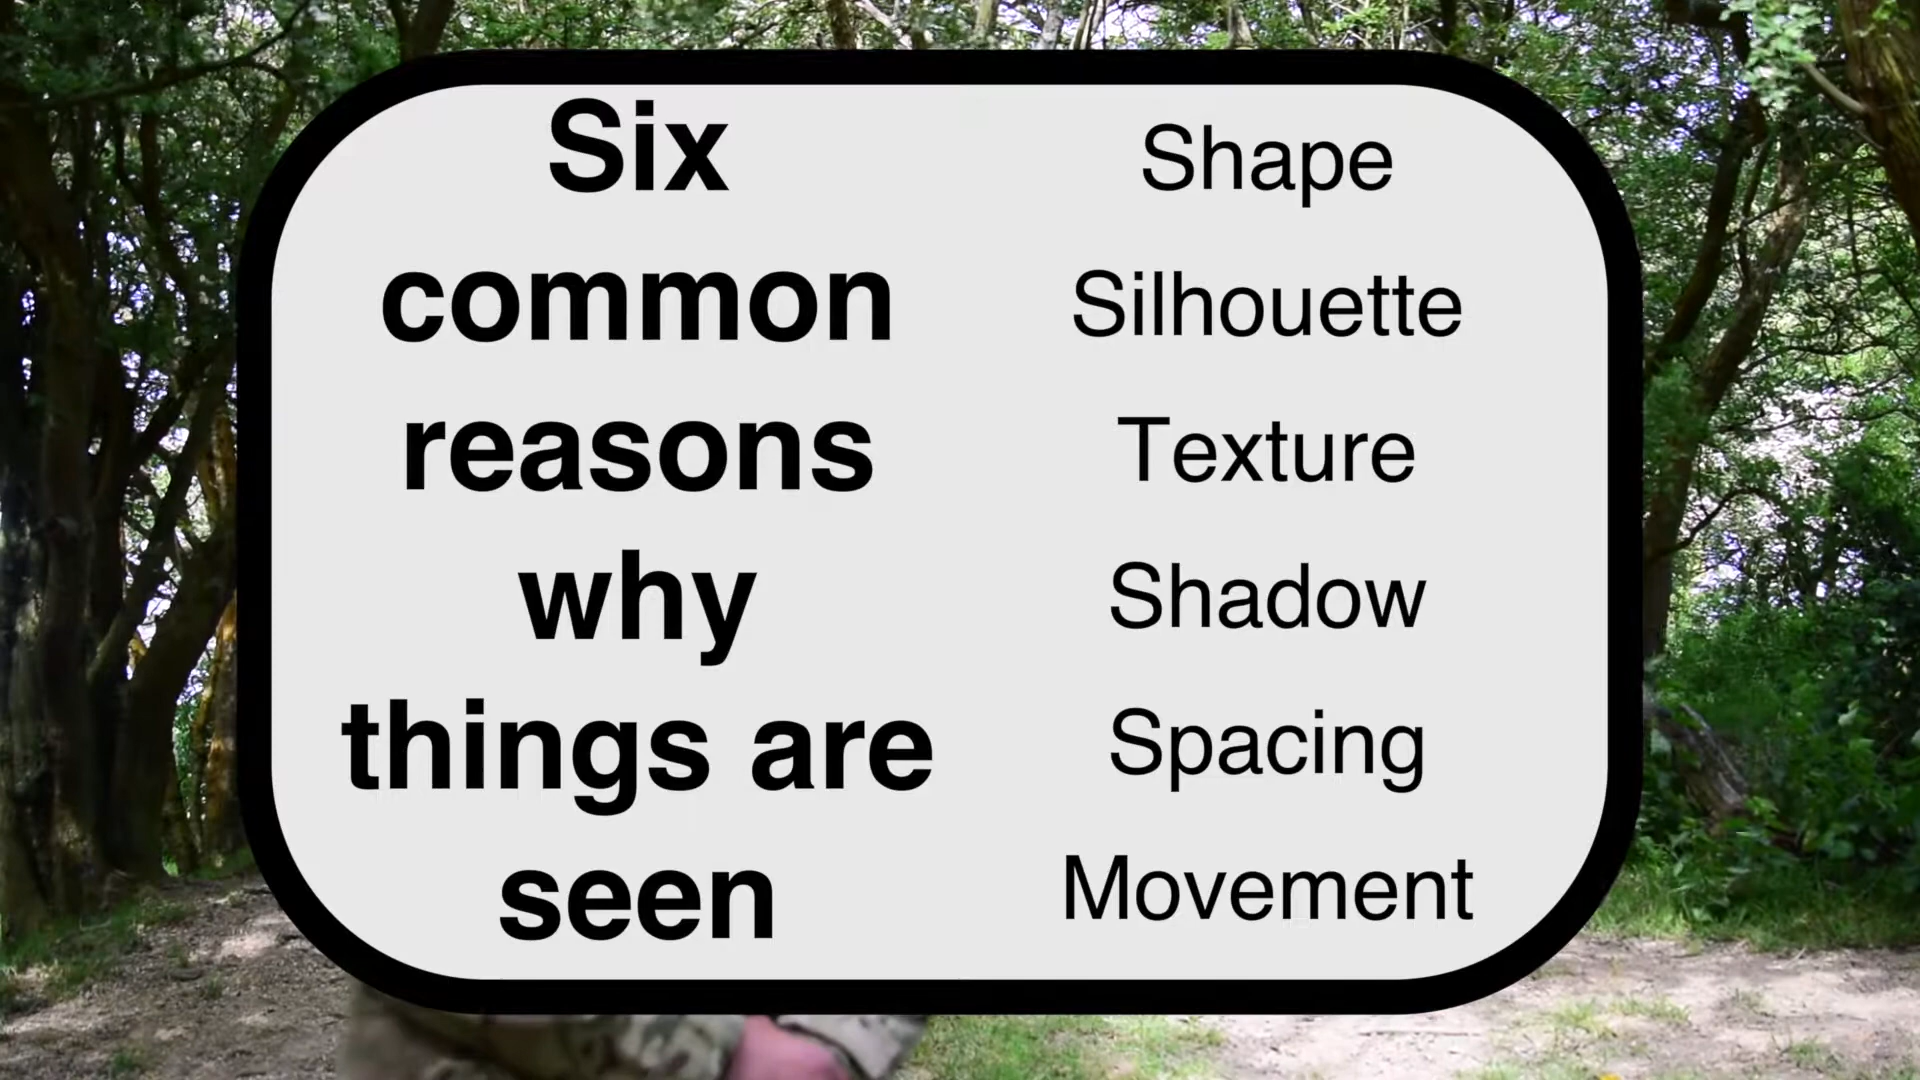 Six
common
reasons
why
things are
seen
Shape
Silhouette
Texture
Shadow
Spacing
Movement